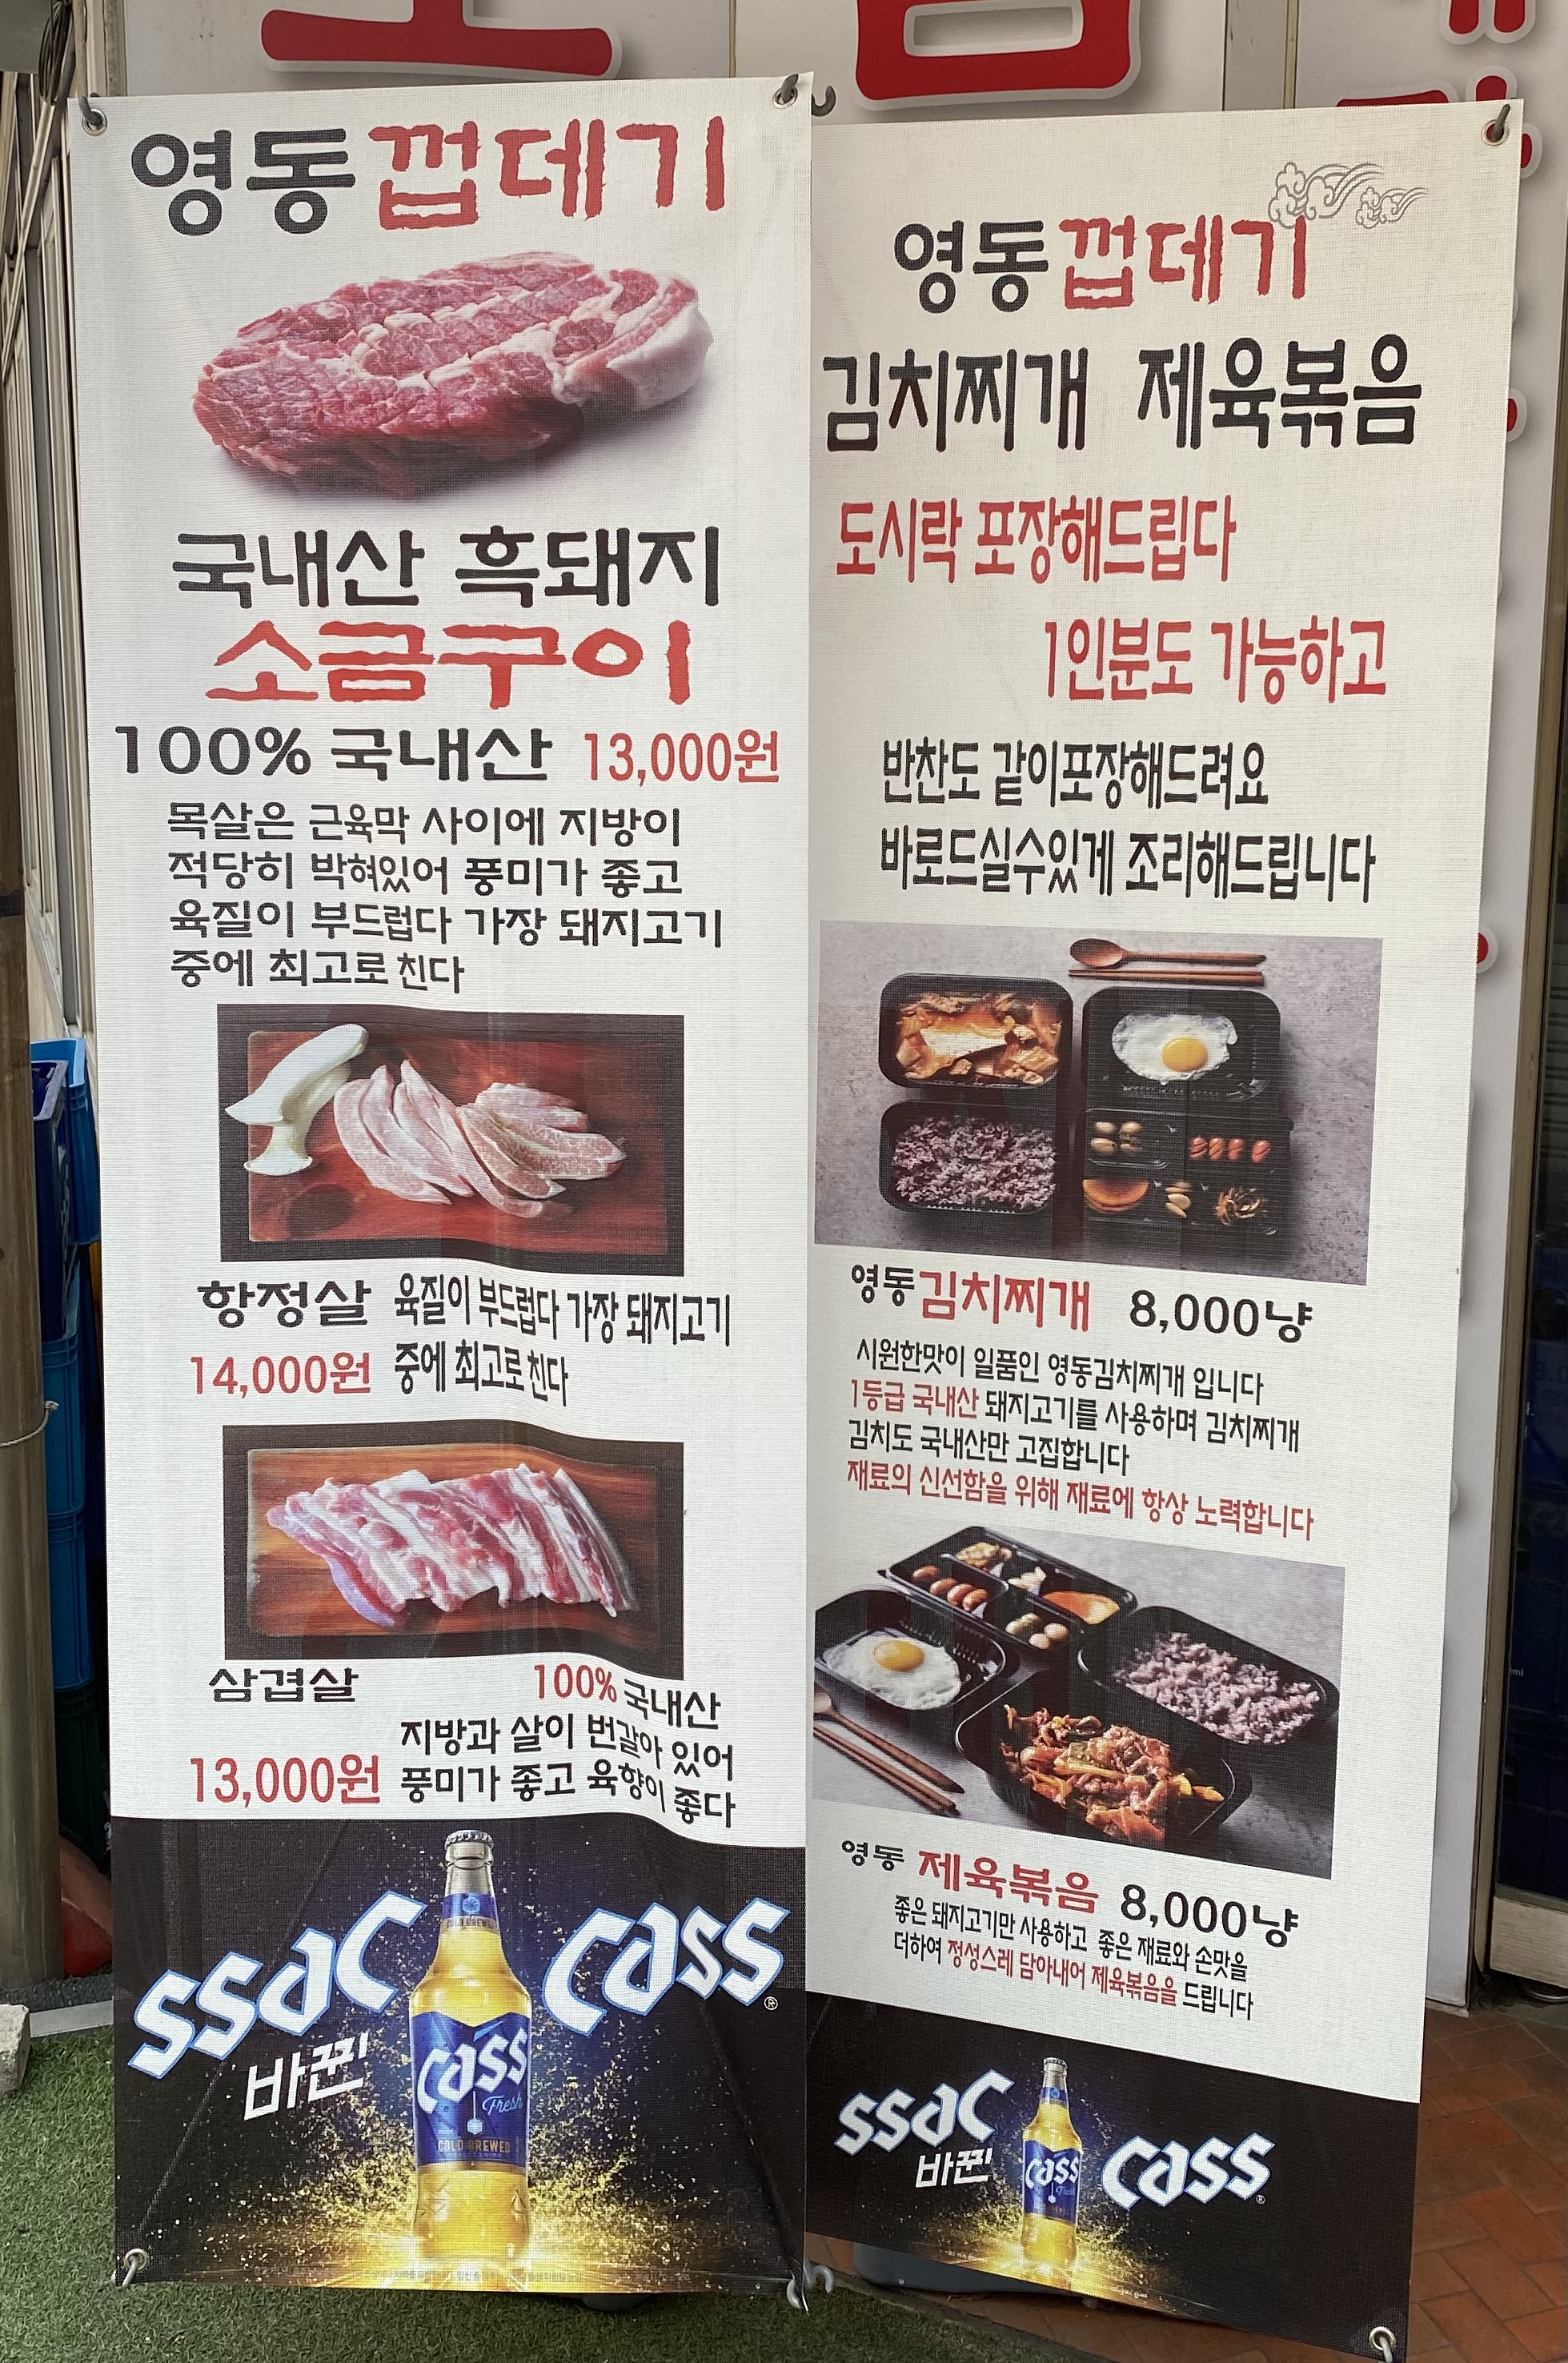 영동껍데기
국내산 흑돼지
소금구이
100% 국내산 13,000원
목살은 근육막 사이에 지방이
적당히 박혀있어 풍미가 좋고
육질이 부드럽다 가장 돼지고기
중에 최고로 친다
항정살 육질이 부드럽다 가장 돼지고기
14,000원 중에 최고로 친다
삼겹살 100% 국내산
지방과 살이 번갈아 있어
13,000원 풍미가 좋고 육향이 좋다
ssac
바뀐
cass
®
cass
Fresh
COLD BREWED
영동껍데기
김치찌개 제육볶음
도시락 포장해드립다
1인분도 가능하고
반찬도 같이포장해드려요
바로드실수있게 조리해드립니다
영동김치찌개 8,000냥
시원한맛이 일품인 영동김치찌개 입니다
1등급 국내산 돼지고기를 사용하며 김치찌개
김치도 국내산만 고집합니다
재료의 신선함을 위해 재료에 항상 노력합니다
영동 제육볶음 8,000냥
좋은 돼지고기만 사용하고 좋은 재료와 손맛을
더하여 정성스레 담아내어 제육볶음을 드립니다
ssac
바뀐
cass
®
cass
Fresh